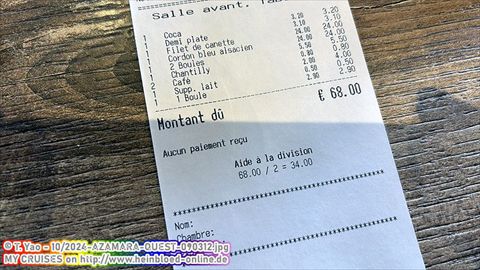 Salle avant. Tab
1 Coca 3.20 3.20
1 Demi plate 3.10 3.10
1 Filet de canette 24.00 24.00
1 Cordon bleu alsacien 24.00 24.00
1 2 Boules 5.50 5.50
1 Chantilly 0.80 0.80
2 Café 2.00 4.00
1 Supp. lait 0.50 0.50
1 1 Boule 2.90 2.90
Montant dû € 68.00
Aucun paiement reçu
Aide à la division
68.00 / 2 = 34.00
****************************
Nom:
Chambre:
© T. Yao - 10/2024-AZAMARA-QUEST-090312.jpg
MY CRUISES on http://www.heinbloed-online.de